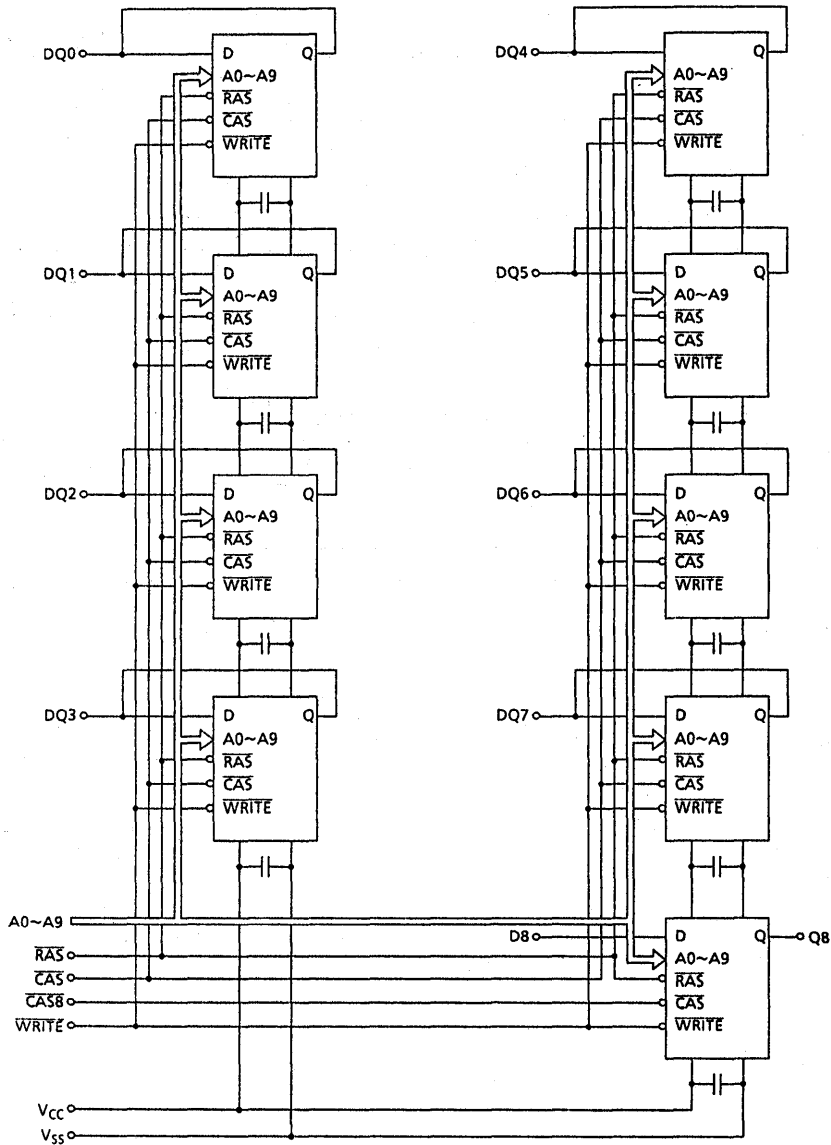 DQ0
D Q
A0~A9
RAS
CAS
WRITE
DQ1
D Q
A0~A9
RAS
CAS
WRITE
DQ2
D Q
A0~A9
RAS
CAS
WRITE
DQ3
D Q
A0~A9
RAS
CAS
WRITE
DQ4
D Q
A0~A9
RAS
CAS
WRITE
DQ5
D Q
A0~A9
RAS
CAS
WRITE
DQ6
D Q
A0~A9
RAS
CAS
WRITE
DQ7
D Q
A0~A9
RAS
CAS
WRITE
D8
D Q
Q8
A0~A9
RAS
CAS
WRITE
A0~A9
RAS
CAS
CAS8
WRITE
VCC
VSS